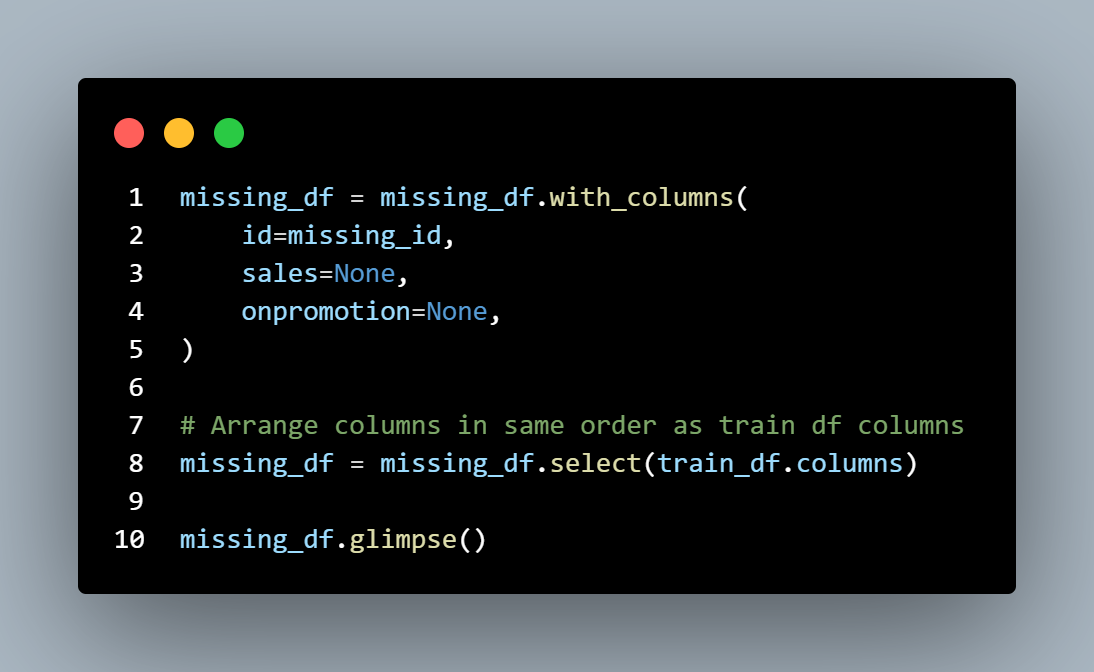 1 missing_df = missing_df.with_columns(
2     id=missing_id,
3     sales=None,
4     onpromotion=None,
5 )
6
7 # Arrange columns in same order as train df columns
8 missing_df = missing_df.select(train_df.columns)
9
10 missing_df.glimpse()